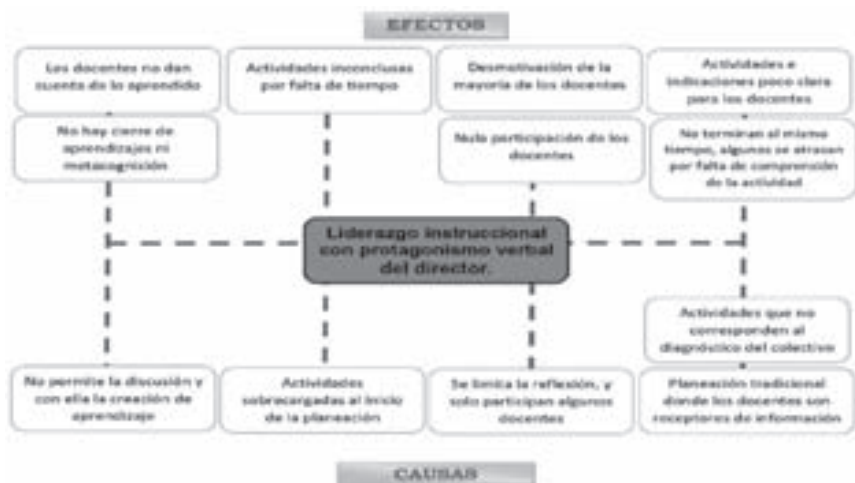 EFECTOS
Los docentes no dan
cuenta de lo aprendido
Actividades inconclusas
por falta de tiempo
Desmotivación de la
mayoría de los docentes
Actividades e
indicaciones poco clara
para los docentes
No hay cierre de
aprendizajes ni
metacognición
Nula participación de los
docentes
No terminan al mismo
tiempo, algunos se atrasan
por falta de comprensión
de la actividad
Liderazgo instruccional
con protagonismo verbal
del director.
Actividades que no
corresponden al
diagnóstico del colectivo
No permite la discusión y
con ella la creación de
aprendizaje
Actividades
sobrecargadas al inicio
de la planeación
Se limita la reflexión, y
solo participan algunos
docentes
Planeación tradicional
donde los docentes son
receptores de información
CAUSAS